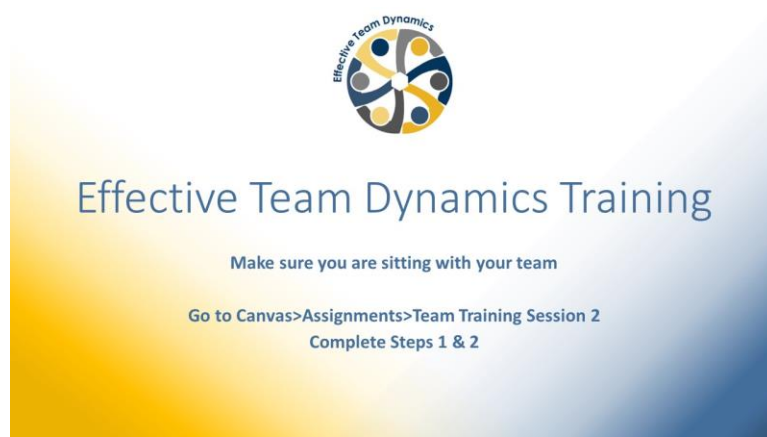 Effective Team Dynamics
Effective Team Dynamics Training
Make sure you are sitting with your team
Go to Canvas>Assignments>Team Training Session 2
Complete Steps 1 & 2